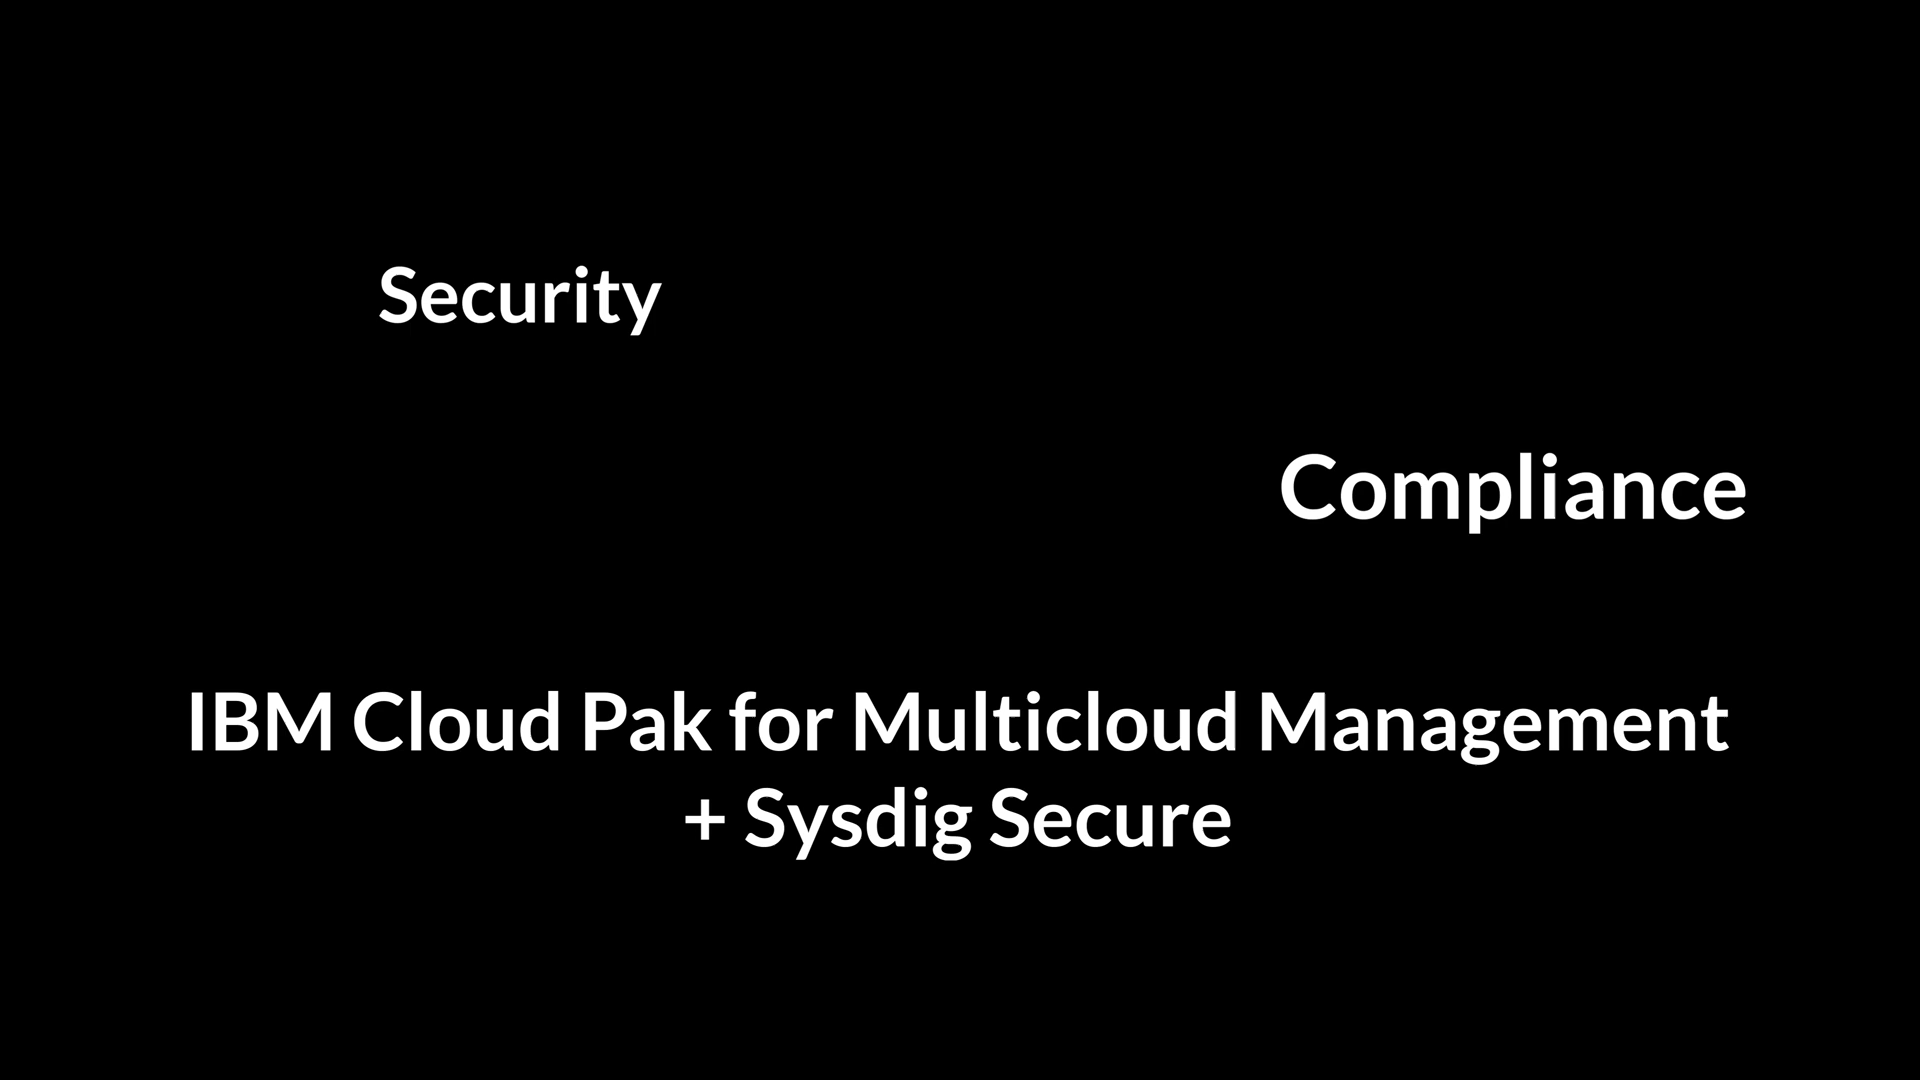 Security
Compliance
IBM Cloud Pak for Multicloud Management
+ Sysdig Secure